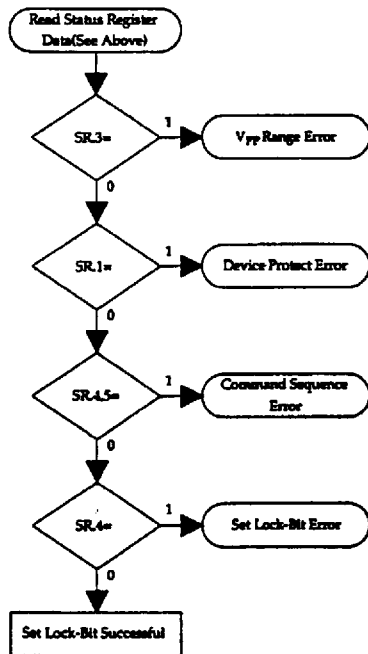 Read Status Register
Data(See Above)
SR.3=
1
VPP Range Error
0
SR.1=
1
Device Protect Error
0
SR.4,5=
1
Command Sequence
Error
0
SR.4=
1
Set Lock-Bit Error
0
Set Lock-Bit Successful